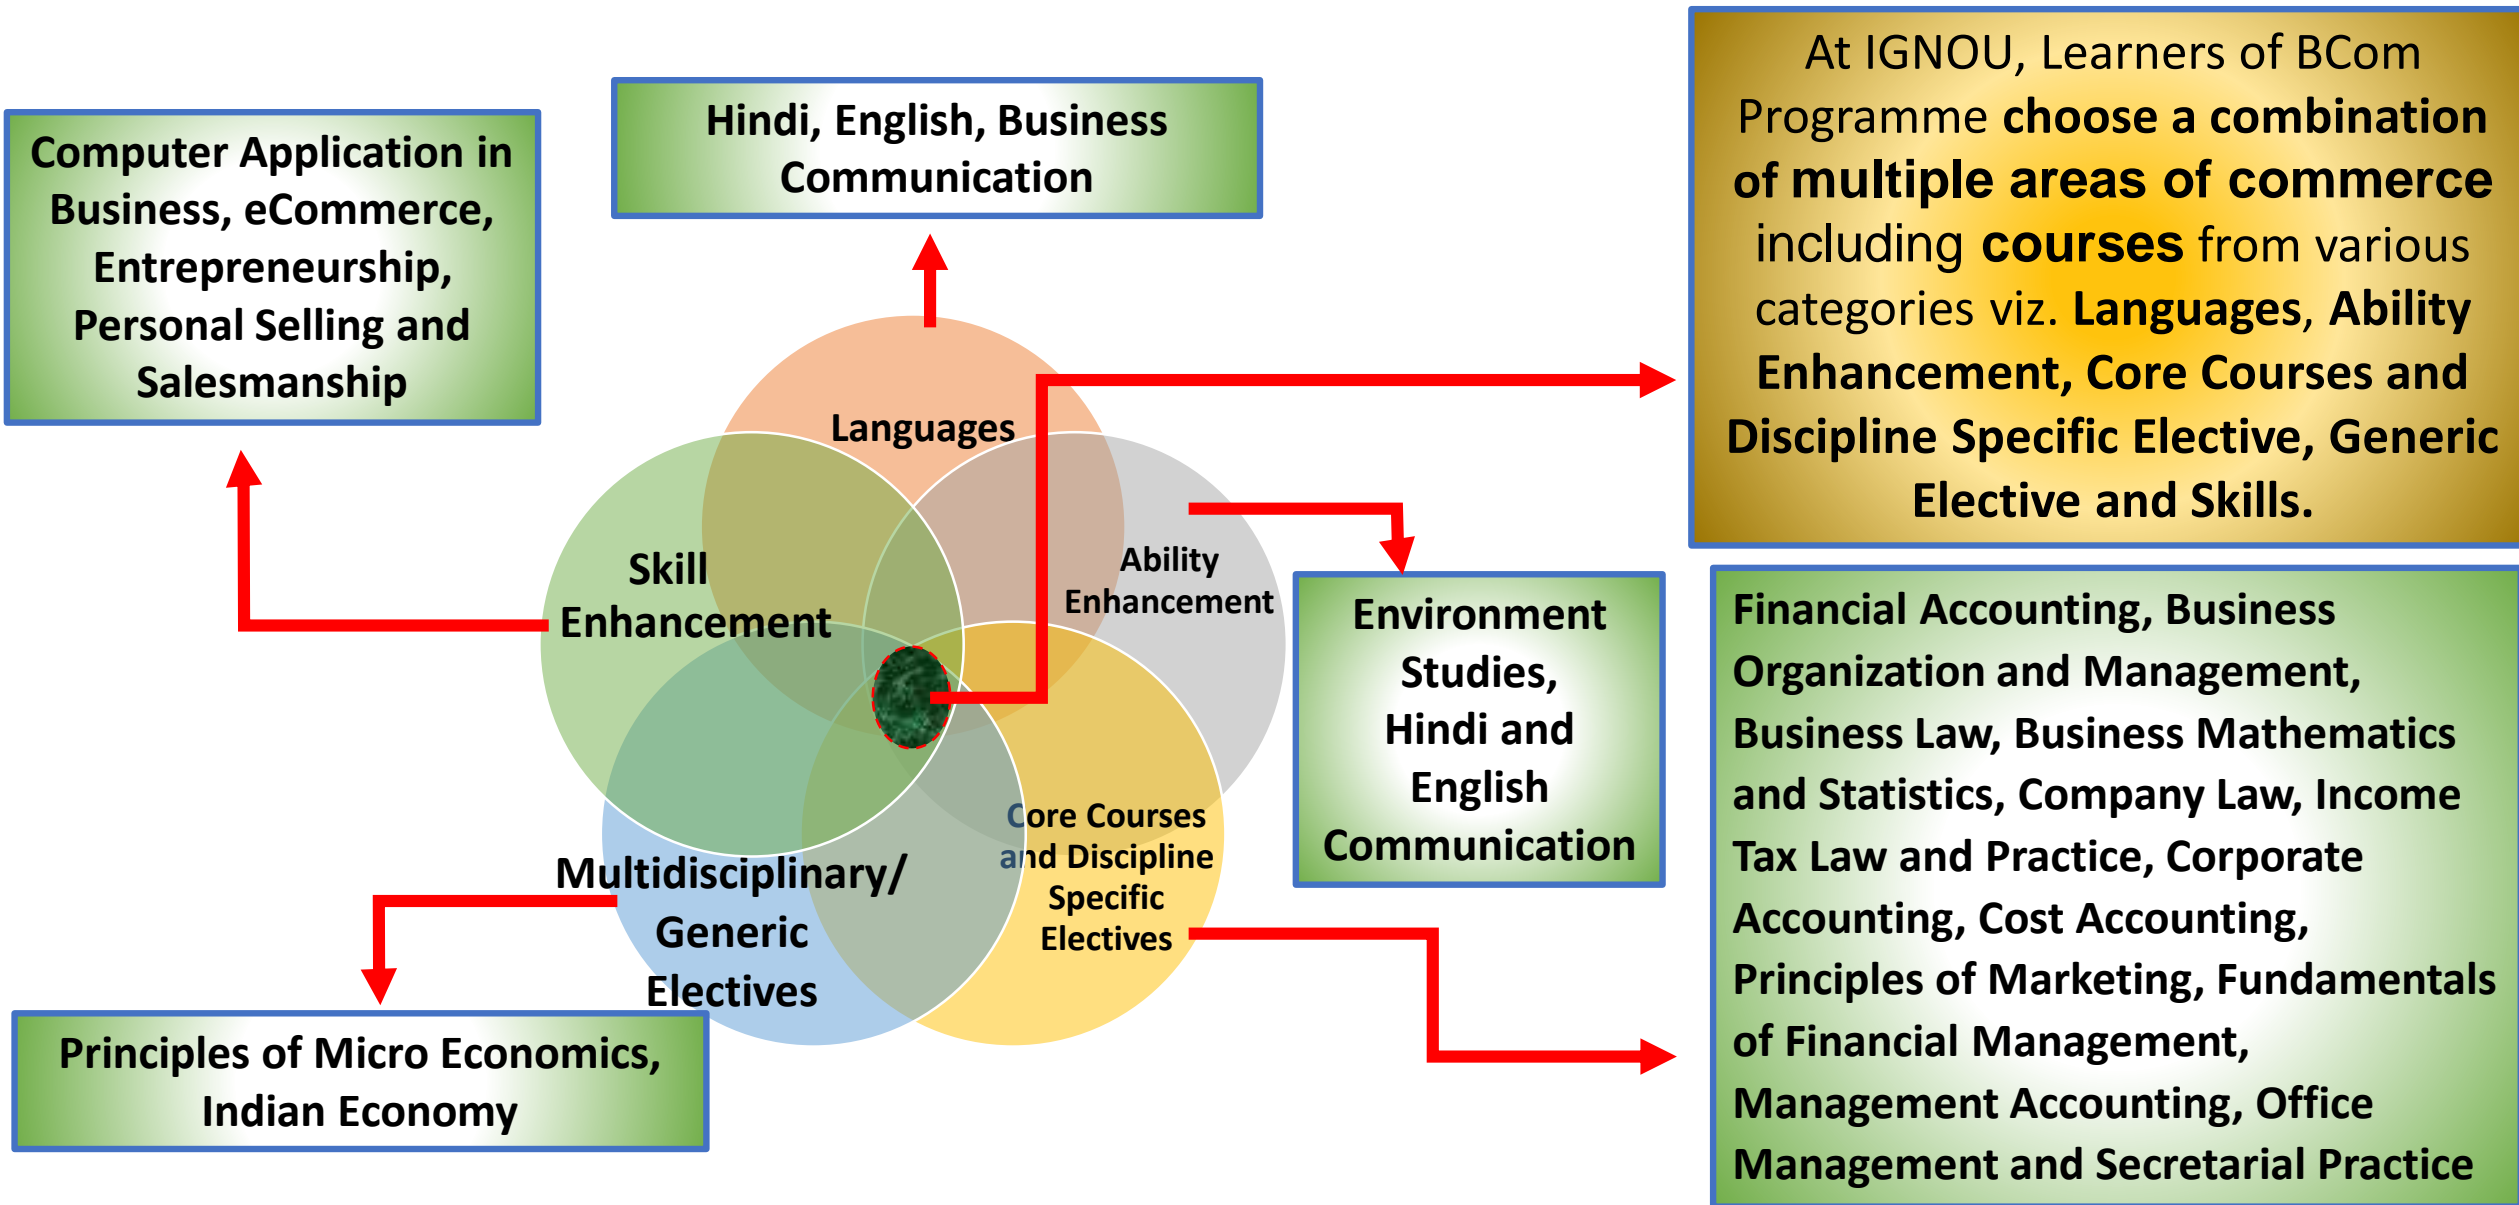 Hindi, English, Business
Communication
Computer Application in
Business, eCommerce,
Entrepreneurship,
Personal Selling and
Salesmanship
At IGNOU, Learners of BCom
Programme choose a combination
of multiple areas of commerce
including courses from various
categories viz. Languages, Ability
Enhancement, Core Courses and
Discipline Specific Elective, Generic
Elective and Skills.
Languages
Skill
Enhancement
Ability
Enhancement
Environment
Studies,
Hindi and
English
Communication
Core Courses
and Discipline
Specific
Electives
Multidisciplinary/
Generic
Electives
Principles of Micro Economics,
Indian Economy
Financial Accounting, Business
Organization and Management,
Business Law, Business Mathematics
and Statistics, Company Law, Income
Tax Law and Practice, Corporate
Accounting, Cost Accounting,
Principles of Marketing, Fundamentals
of Financial Management,
Management Accounting, Office
Management and Secretarial Practice